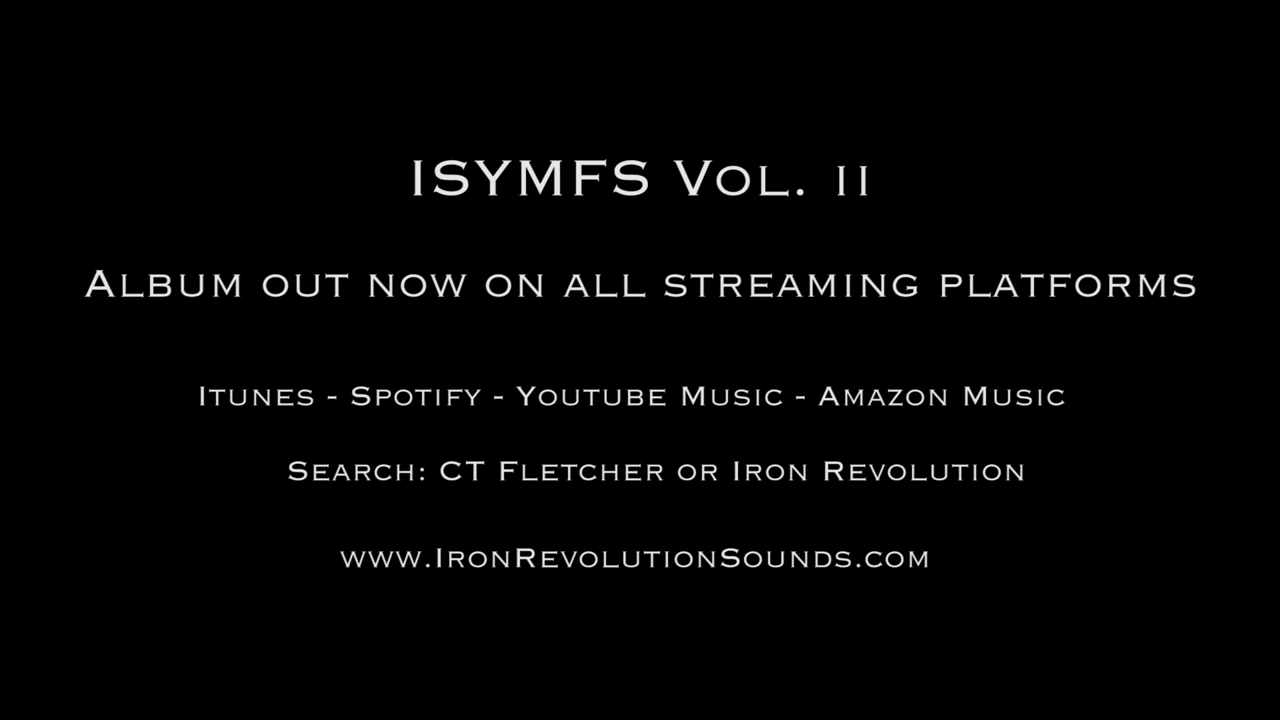 ISYMFS Vol. II
Album out now on all streaming platforms
Itunes - Spotify - Youtube Music - Amazon Music
Search: CT Fletcher or Iron Revolution
www.IronRevolutionSounds.com